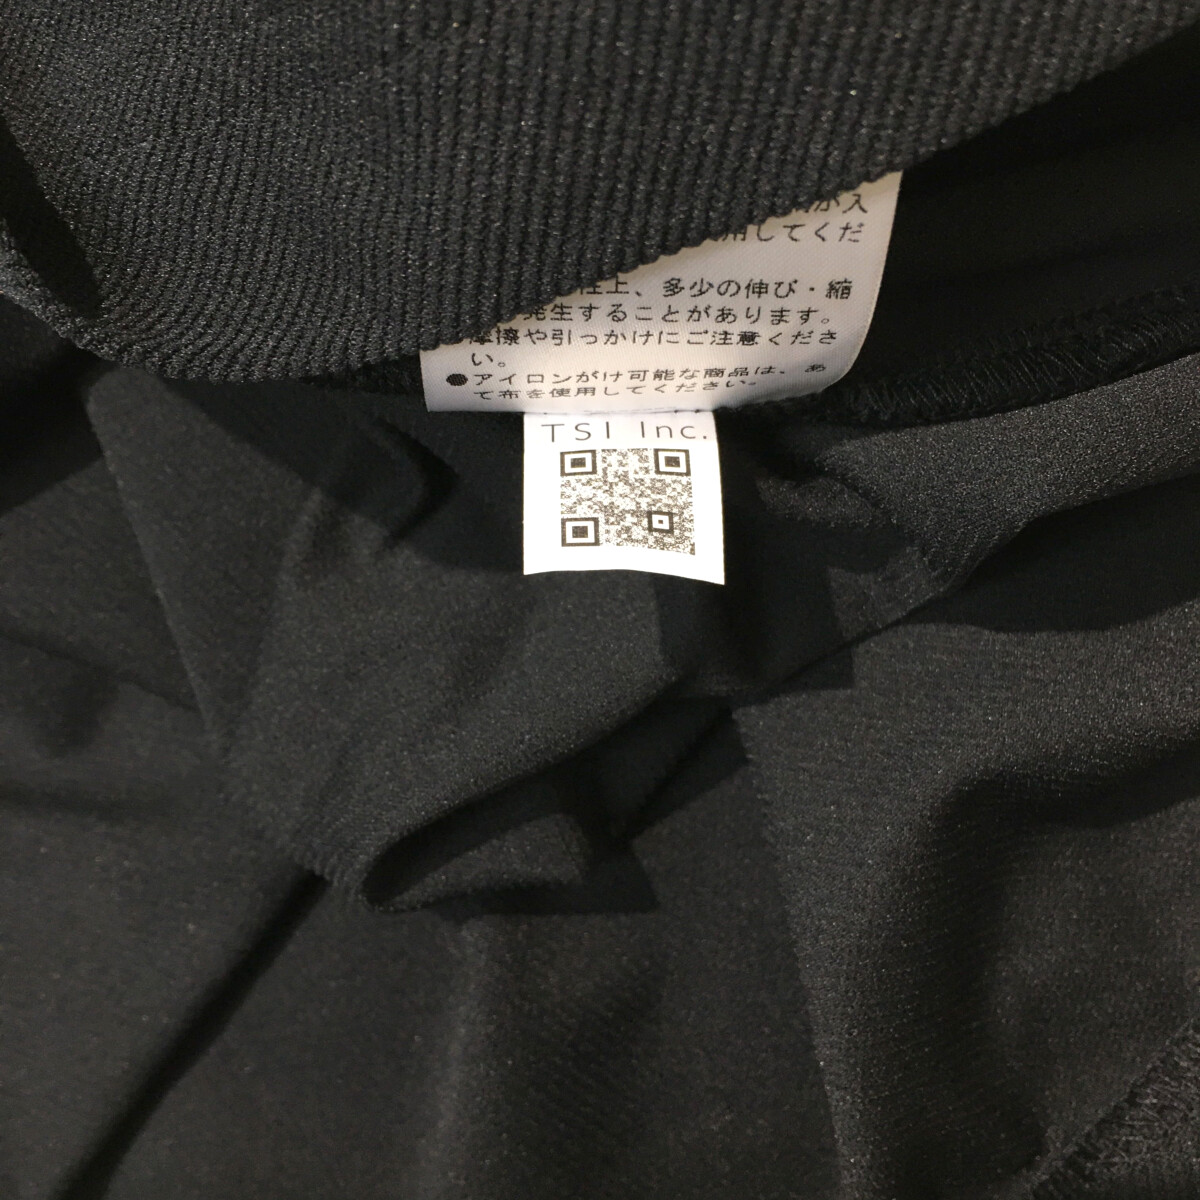 が入
用してくだ
性上、多少の伸び・縮
発生することがあります。
摩擦や引っかけにご注意くださ
い。
●アイロンがけ可能な商品は、あ
て布を使用してください。
TSI Inc.